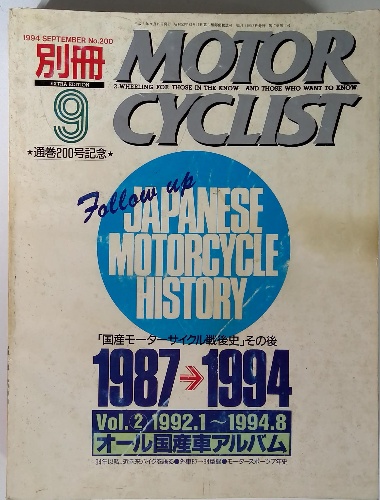 1994 SEPTEMBER No.200
別冊
EXTRA EDITION
MOTOR
2-WHEELING FOR THOSE IN THE KNOW AND THOSE WHO WANT TO KNOW
9
CYCLIST
★通巻200号記念★
Follow up
JAPANESE
MOTORCYCLE
HISTORY
「国産モーターサイクル戦後史」その後
1987→1994
Vol.2/1992.1〜1994.8
オール国産車アルバム